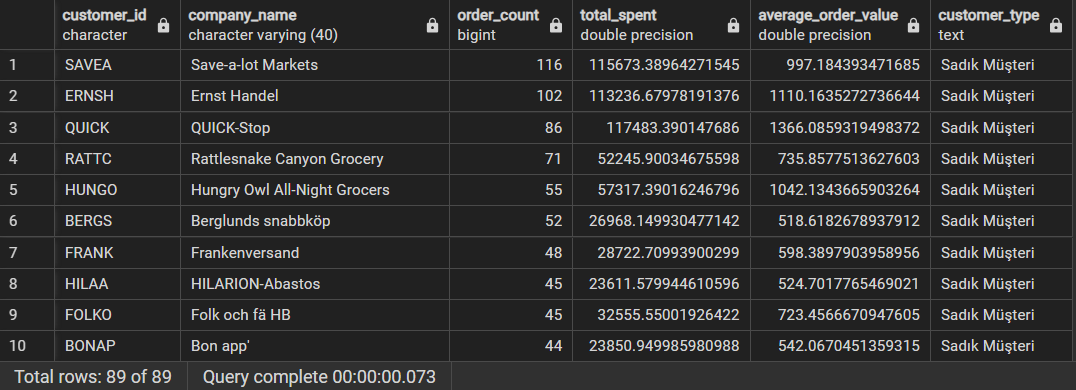 customer_id company_name order_count total_spent average_order_value customer_type
character character varying (40) bigint double precision double precision text
1 SAVEA Save-a-lot Markets 116 115673.38964271545 997.184393471685 Sadık Müşteri
2 ERNSH Ernst Handel 102 113236.67978191376 1110.1635272736644 Sadık Müşteri
3 QUICK QUICK-Stop 86 117483.390147686 1366.0859319498372 Sadık Müşteri
4 RATTC Rattlesnake Canyon Grocery 71 52245.90034675598 735.8577513627603 Sadık Müşteri
5 HUNGO Hungry Owl All-Night Grocers 55 57317.39016246796 1042.1343665903264 Sadık Müşteri
6 BERGS Berglunds snabbköp 52 26968.149930477142 518.6182678937912 Sadık Müşteri
7 FRANK Frankenversand 48 28722.70993900299 598.3897903958956 Sadık Müşteri
8 HILAA HILARION-Abastos 45 23611.579944610596 524.7017765469021 Sadık Müşteri
9 FOLKO Folk och fä HB 45 32555.55001926422 723.4566670947605 Sadık Müşteri
10 BONAP Bon app' 44 23850.949985980988 542.0670451359315 Sadık Müşteri
Total rows: 89 of 89 Query complete 00:00:00.073